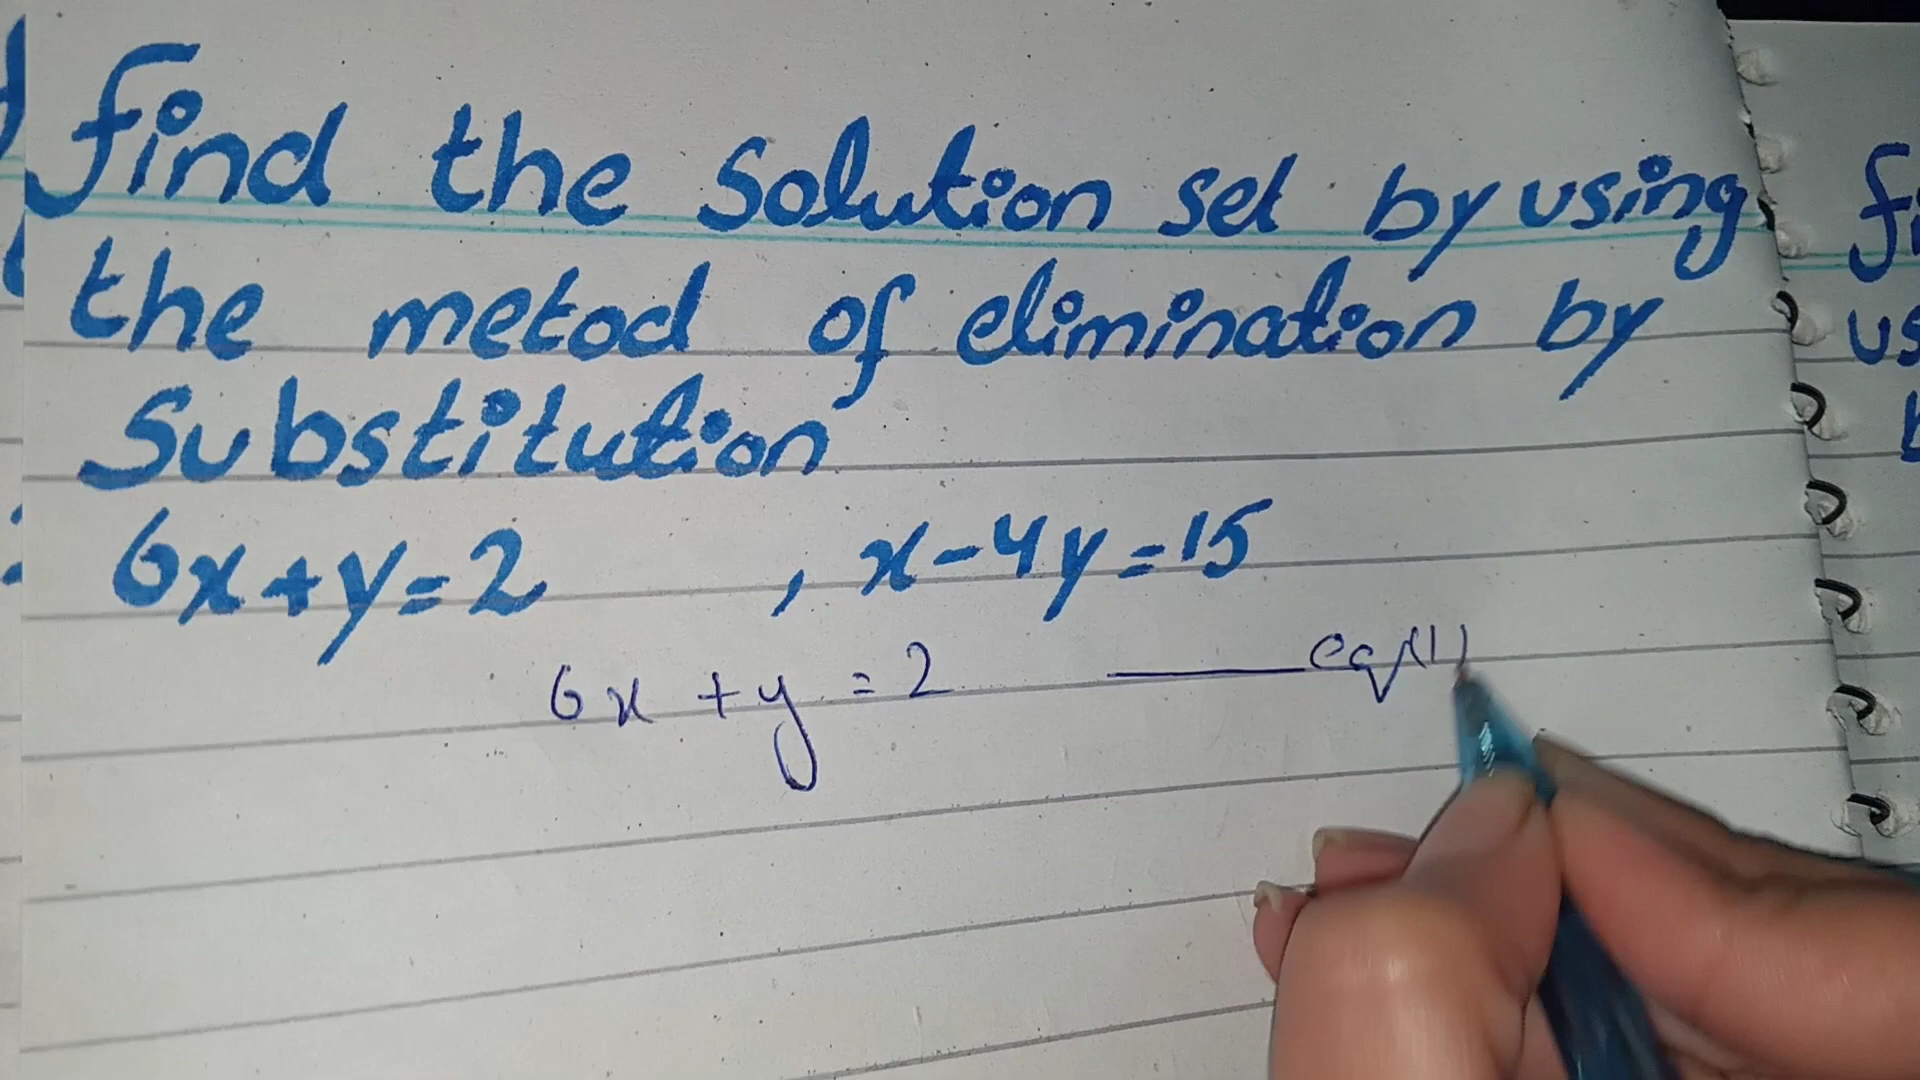 find the solution set by using
the metod of elimination by
Substitution
6x+y=2 , x-4y=15
6x +y = 2 ——— eq(1)